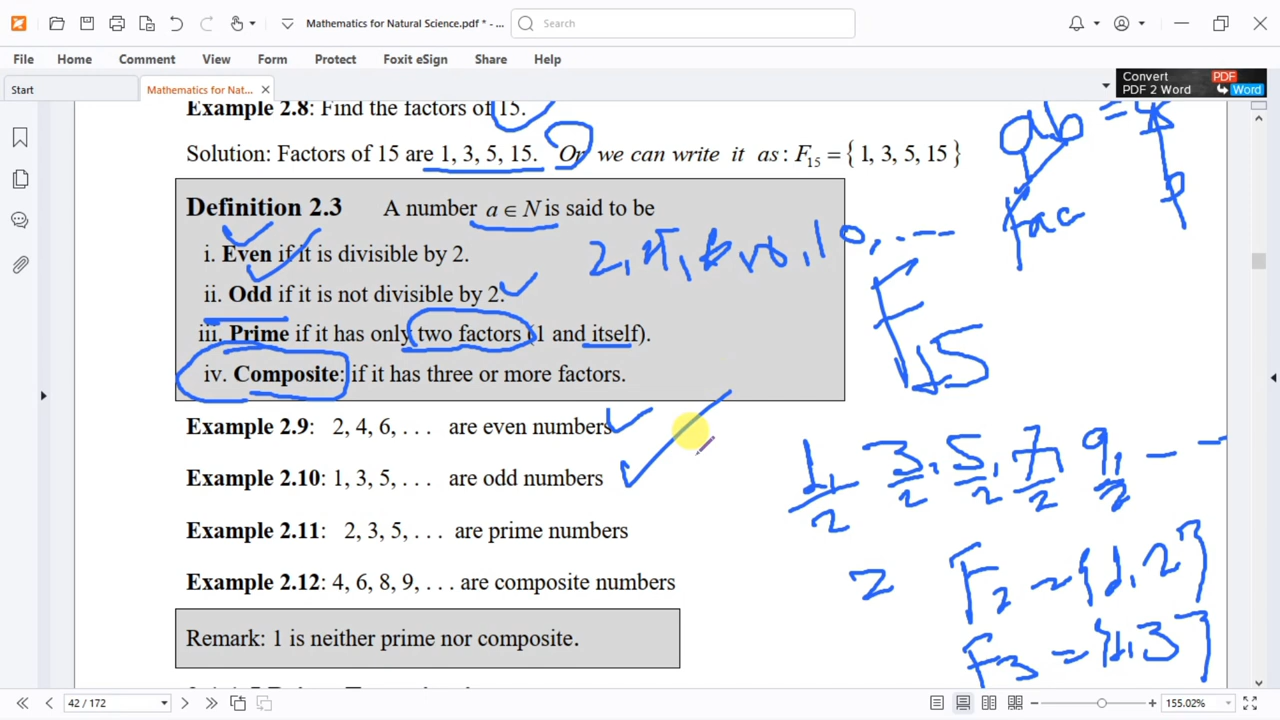 Mathematics for Natural Science.pdf * - ...
Search
File Home Comment View Form Protect Foxit eSign Share Help
Start
Mathematics for Nat...
Convert PDF
PDF 2 Word Word
Example 2.8: Find the factors of 15.
ab =
Solution: Factors of 15 are 1, 3, 5, 15. Or we can write it as: F15 = { 1, 3, 5, 15 }
P
fac
Definition 2.3 A number a ∈ N is said to be
i. Even if it is divisible by 2.
2, 10, ...
ii. Odd if it is not divisible by 2.
F15
iii. Prime if it has only two factors (1 and itself).
iv. Composite: if it has three or more factors.
Example 2.9: 2, 4, 6, . . . are even numbers
1/2, 3/2, 5/2, 7/2, 9/2, - -
Example 2.10: 1, 3, 5, . . . are odd numbers
Example 2.11: 2, 3, 5, . . . are prime numbers
2 F2 = {1, 2}
Example 2.12: 4, 6, 8, 9, . . . are composite numbers
Remark: 1 is neither prime nor composite.
F3 = {1, 3}
42 / 172
155.02%